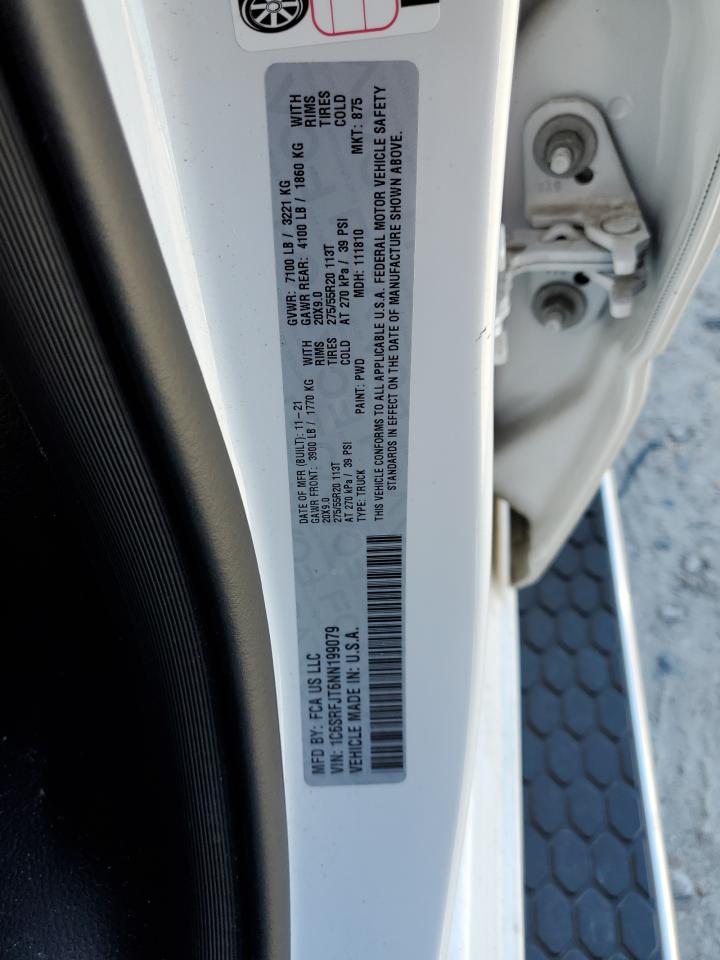 MFD BY: FCA US LLC
VIN: 1C6SRFJT6NN199079
VEHICLE MADE IN: U.S.A.
DATE OF MFR (BUILT): 11-21
GAWR FRONT: 3900 LB / 1770 KG WITH
20X9.0 RIMS
275/55R20 113T TIRES
AT 270 kPa / 39 PSI COLD
TYPE: TRUCK PAINT: PWD
GVWR: 7100 LB / 3221 KG
GAWR REAR: 4100 LB / 1860 KG WITH
20X9.0 RIMS
275/55R20 113T TIRES
AT 270 kPa / 39 PSI COLD
MDH: 111810 MKT: 875
THIS VEHICLE CONFORMS TO ALL APPLICABLE U.S.A. FEDERAL MOTOR VEHICLE SAFETY
STANDARDS IN EFFECT ON THE DATE OF MANUFACTURE SHOWN ABOVE.